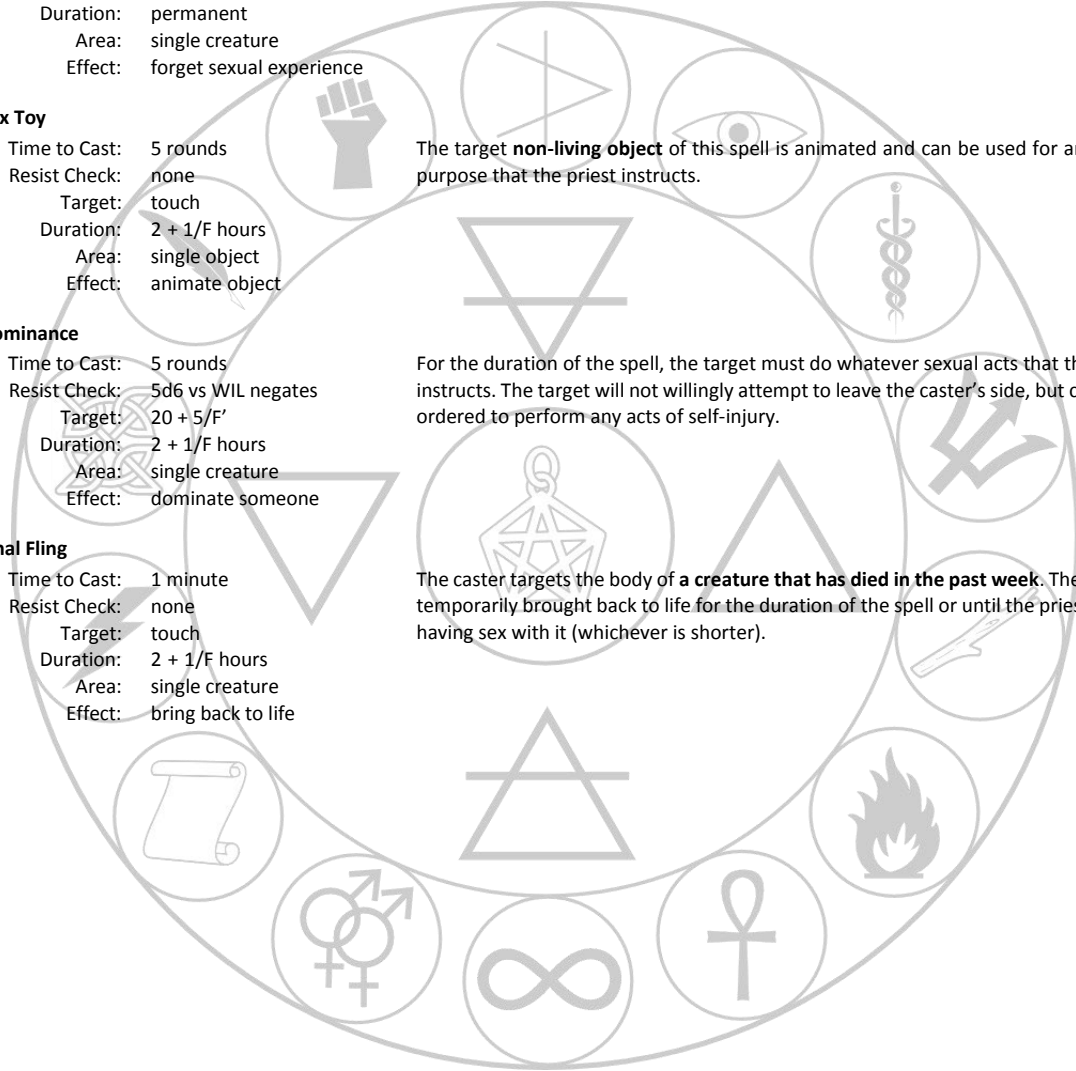 Duration: permanent
Area: single creature
Effect: forget sexual experience
x Toy
Time to Cast: 5 rounds
Resist Check: none
Target: touch
Duration: 2 + 1/F hours
Area: single object
Effect: animate object
The target non-living object of this spell is animated and can be used for
purpose that the priest instructs.
ominance
Time to Cast: 5 rounds
Resist Check: 5d6 vs WIL negates
Target: 20 + 5/F’
Duration: 2 + 1/F hours
Area: single creature
Effect: dominate someone
For the duration of the spell, the target must do whatever sexual acts that th
instructs. The target will not willingly attempt to leave the caster’s side, but
ordered to perform any acts of self-injury.
nal Fling
Time to Cast: 1 minute
Resist Check: none
Target: touch
Duration: 2 + 1/F hours
Area: single creature
Effect: bring back to life
The caster targets the body of a creature that has died in the past week. The
temporarily brought back to life for the duration of the spell or until the pries
having sex with it (whichever is shorter).